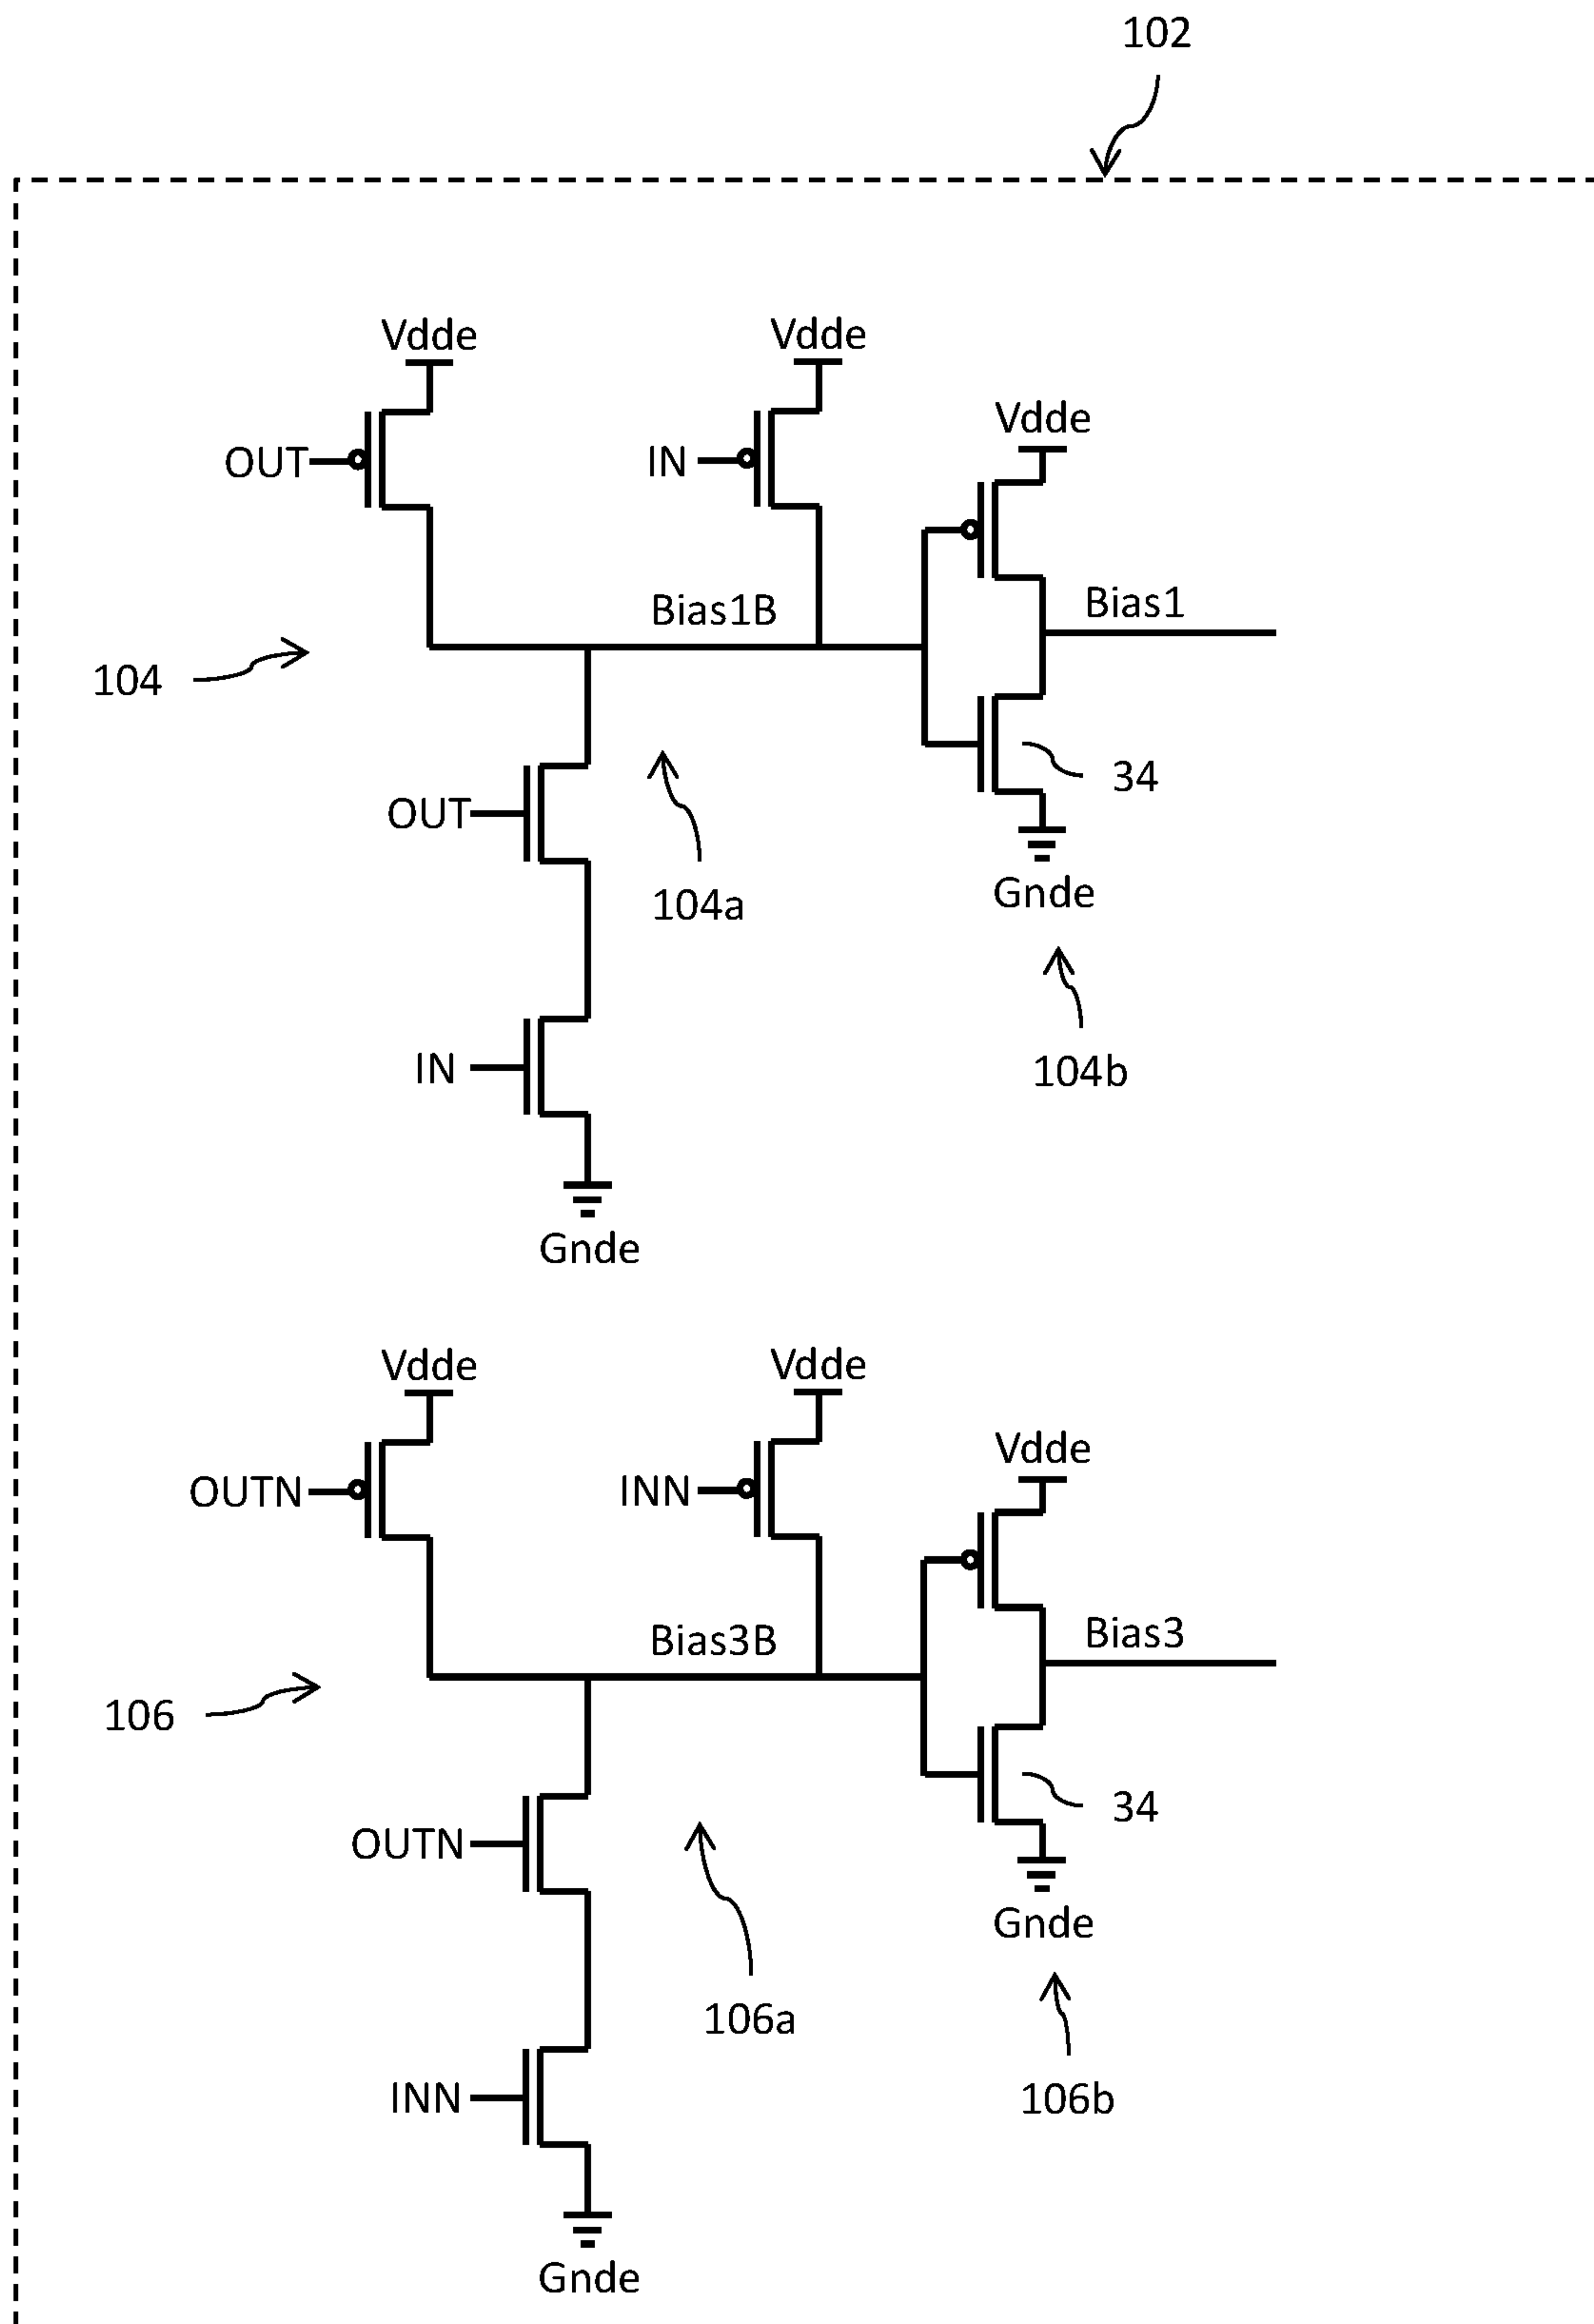 102
Vdde
Vdde
Vdde
OUT
IN
Bias1B
Bias1
104
34
OUT
104a
Gnde
IN
104b
Gnde
Vdde
Vdde
Vdde
OUTN
INN
Bias3B
Bias3
106
34
OUTN
Gnde
106a
INN
106b
Gnde